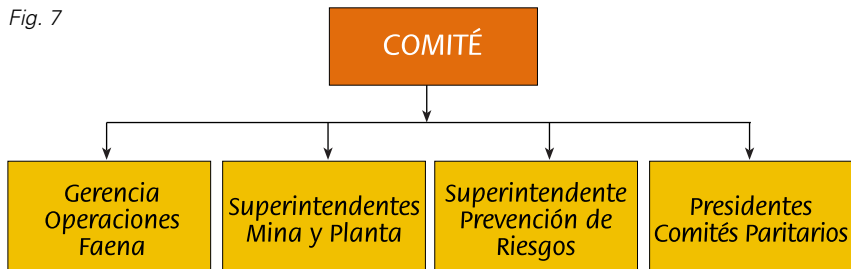 Fig. 7
COMITÉ
Gerencia
Operaciones
Faena
Superintendentes
Mina y Planta
Superintendente
Prevención de
Riesgos
Presidentes
Comités Paritarios